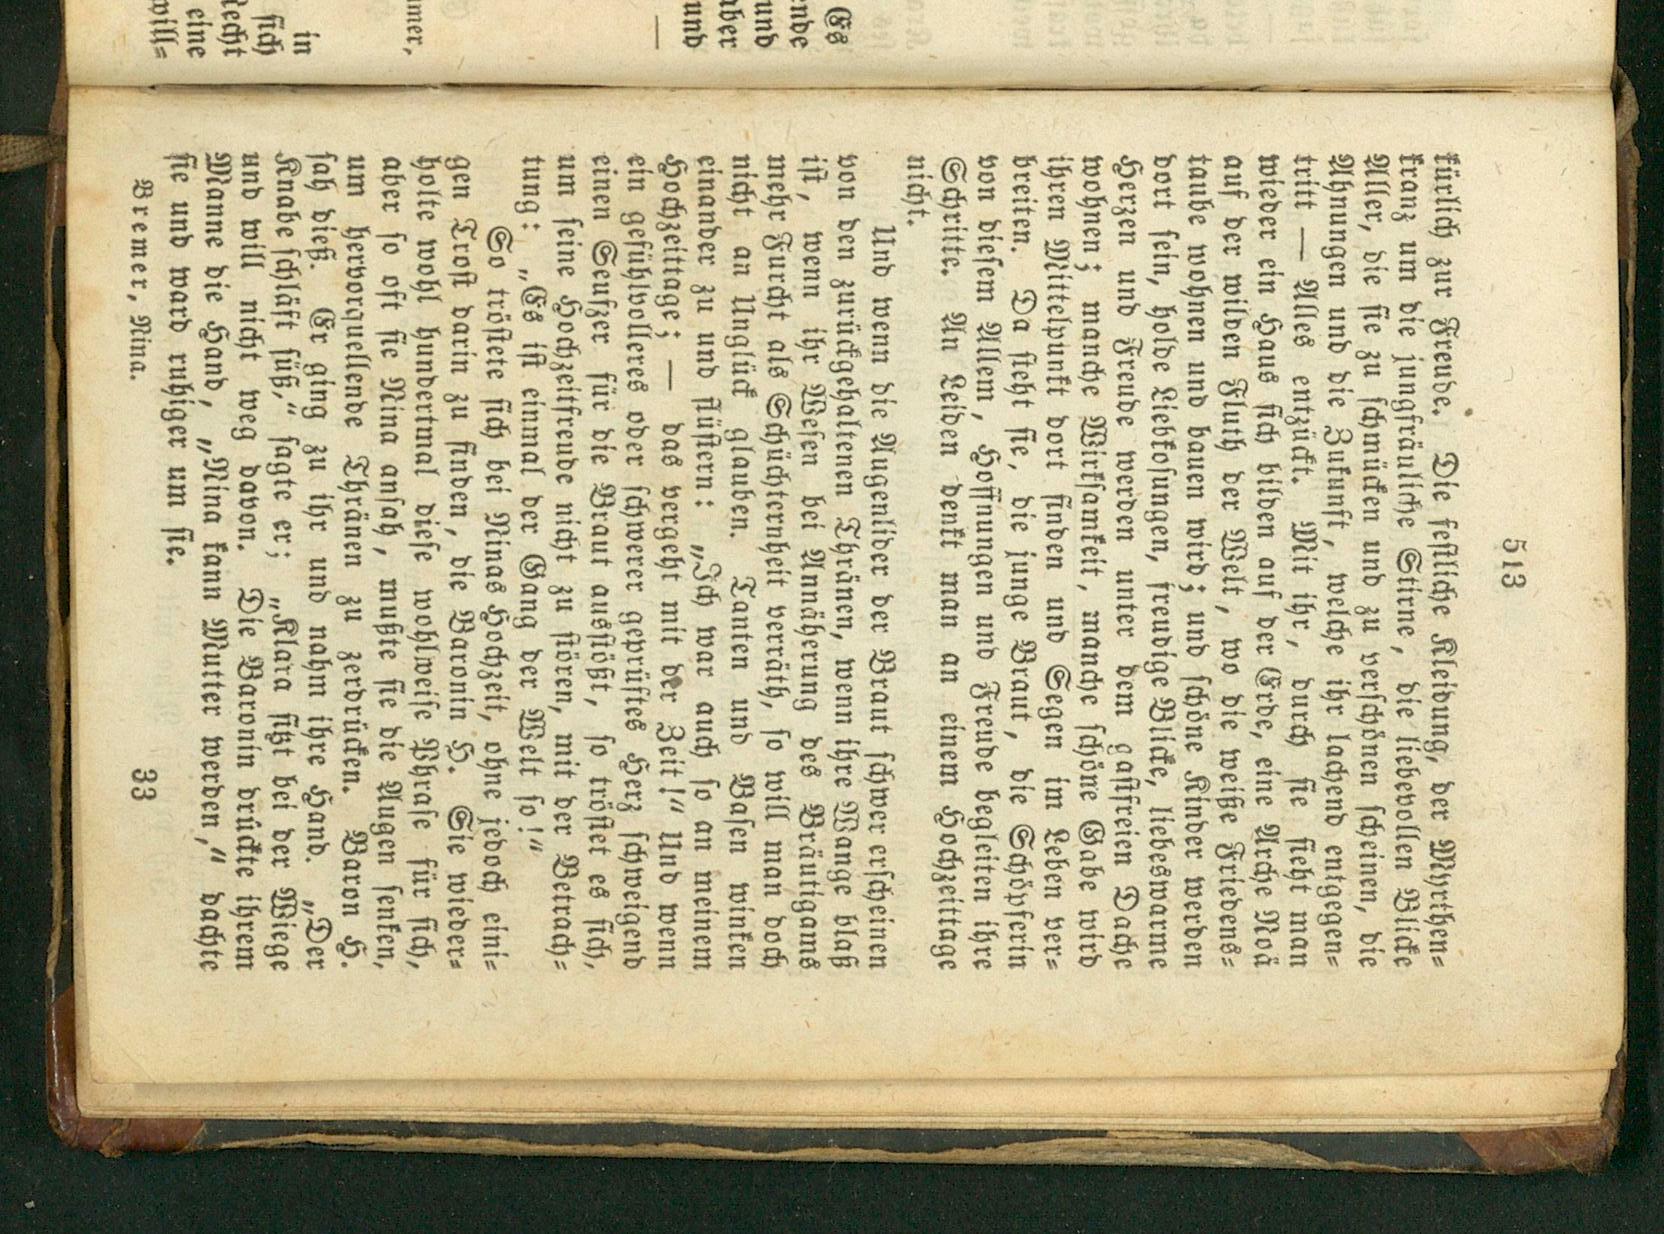 513
kürlich zur Freude. Die festliche Kleidung, der Myrthen-
kranz um die jungfräuliche Stirne, die liebevollen Blicke
Aller, die sie zu schmücken und zu verschönen scheinen, die
Ahnungen und die Zukunft, welche ihr lachend entgegen-
tritt — Alles entzückt. Mit ihr, durch sie sieht man
wieder ein Haus sich bilden auf der Erde, eine Arche Noä
auf der wilden Fluth der Welt, wo die weiße Friedens-
taube wohnen und bauen wird; und schöne Kinder werden
dort sein, holde Liebkosungen, freudige Blicke, liebeswarme
Herzen und Freude werden unter dem gastfreien Dache
wohnen; manche Wirksamkeit, manche schöne Gabe wird
ihren Mittelpunkt dort finden und Segen im Leben ver-
breiten. Da steht sie, die junge Braut, die Schöpferin
von diesem Allen, Hoffnungen und Freude begleiten ihre
Schritte. An Leiden denkt man an einem Hochzeittage
nicht.
Und wenn die Augenlider der Braut schwer erscheinen
von den zurückgehaltenen Thränen, wenn ihre Wange blaß
ist, wenn ihr Wesen bei Annäherung des Bräutigams
mehr Furcht als Schüchternheit verräth, so will man doch
nicht an Unglück glauben. Tanten und Basen winken
einander zu und flüstern: „Ich war auch so an meinem
Hochzeittage; — das vergeht mit der Zeit!“ Und wenn
ein gefühlvolleres oder schwerer geprüftes Herz schweigend
einen Seufzer für die Braut ausstößt, so tröstet es sich,
um seine Hochzeitfreude nicht zu stören, mit der Betrach-
tung: „Es ist einmal der Gang der Welt so!“
So tröstete sich bei Ninas Hochzeit, ohne jedoch eini-
gen Trost darin zu finden, die Baronin H. Sie wieder-
holte wohl hundertmal diese wohlweise Phrase für sich,
aber so oft sie Nina ansah, mußte sie die Augen senken,
um hervorquellende Thränen zu zerdrücken. Baron H.
sah dieß. Er ging zu ihr und nahm ihre Hand. „Der
Knabe schläft süß,“ sagte er; „Klara sitzt bei der Wiege
und will nicht weg davon. Die Baronin drückte ihrem
Manne die Hand, „Nina kann Mutter werden,“ dachte
sie und ward ruhiger um sie.
Bremer, Nina. 33
Es
ende
und
aber
und
—
mer,
in
sich
Recht
eine
will-